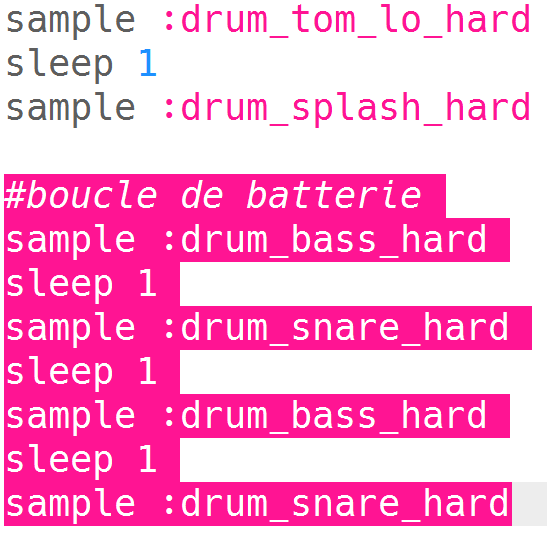 sample :drum_tom_lo_hard
sleep 1
sample :drum_splash_hard
#boucle de batterie
sample :drum_bass_hard
sleep 1
sample :drum_snare_hard
sleep 1
sample :drum_bass_hard
sleep 1
sample :drum_snare_hard